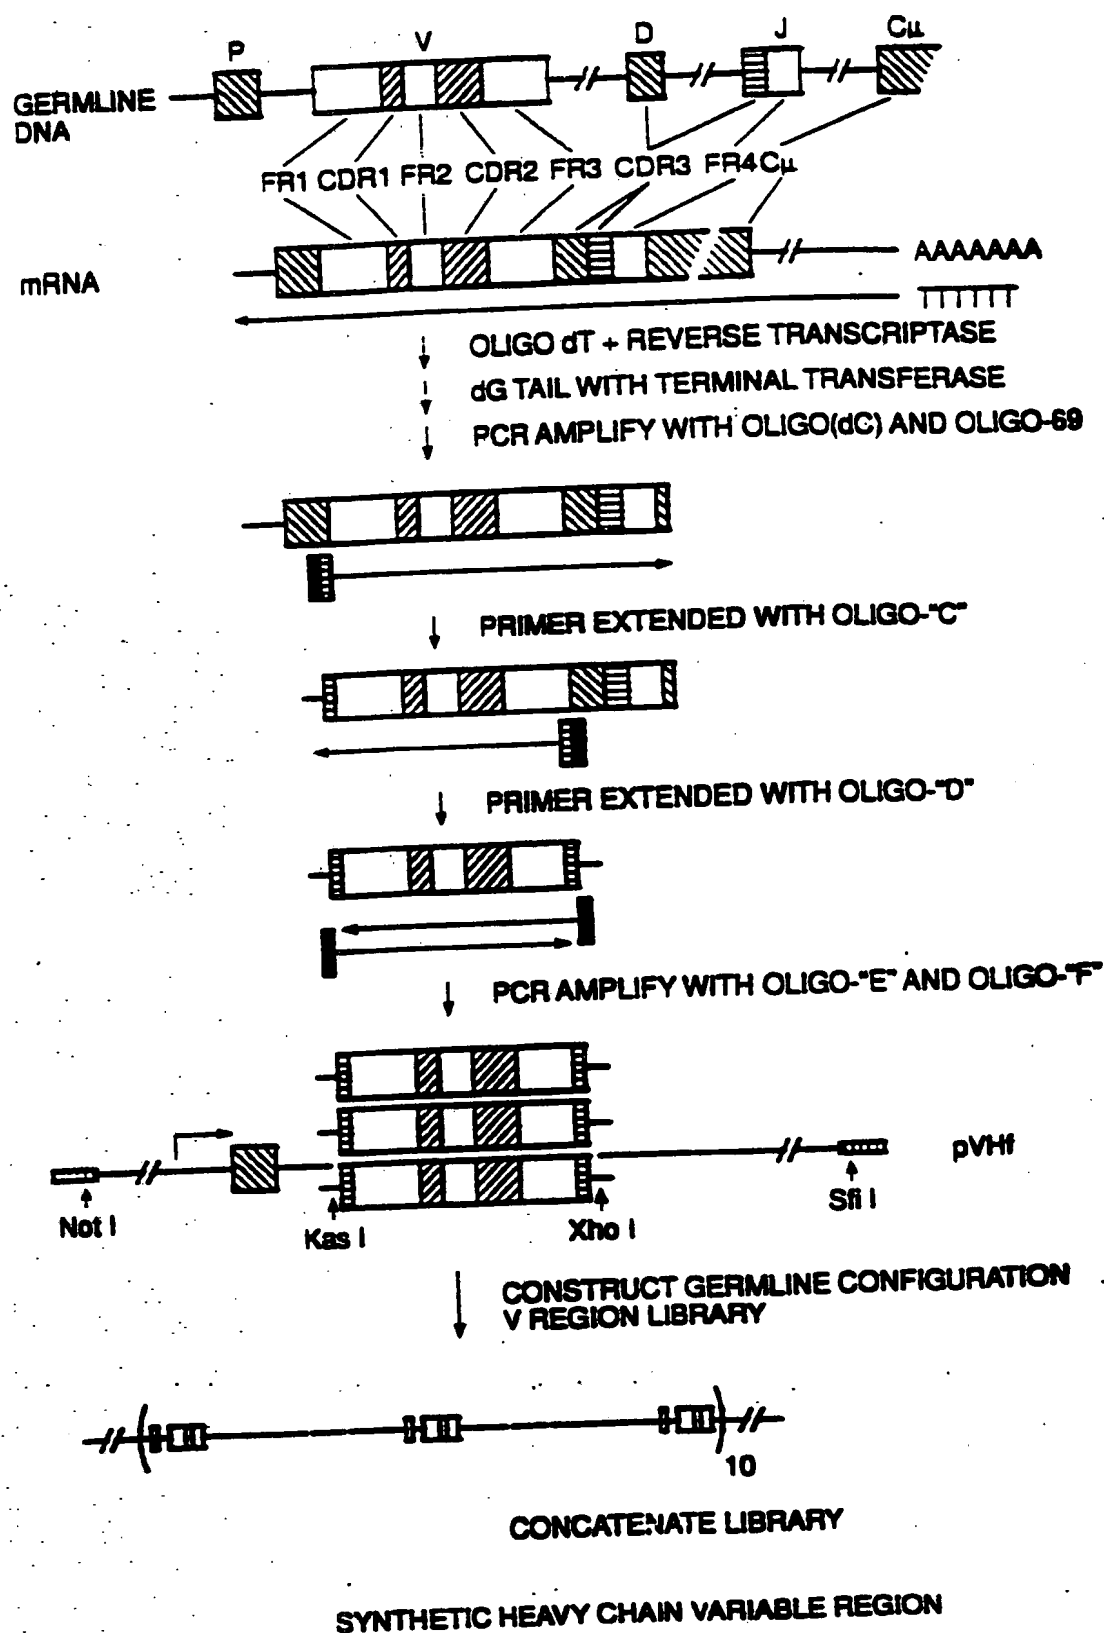 P V D J Cμ
GERMLINE
DNA
FR1 CDR1 FR2 CDR2 FR3 CDR3 FR4 Cμ
mRNA
AAAAAAA
TTTTTT
OLIGO dT + REVERSE TRANSCRIPTASE
dG TAIL WITH TERMINAL TRANSFERASE
PCR AMPLIFY WITH OLIGO(dC) AND OLIGO-69
PRIMER EXTENDED WITH OLIGO-"C"
PRIMER EXTENDED WITH OLIGO-"D"
PCR AMPLIFY WITH OLIGO-"E" AND OLIGO-"F"
pVHf
Not I Kas I Xho I Sfi I
CONSTRUCT GERMLINE CONFIGURATION
V REGION LIBRARY
10
CONCATENATE LIBRARY
SYNTHETIC HEAVY CHAIN VARIABLE REGION